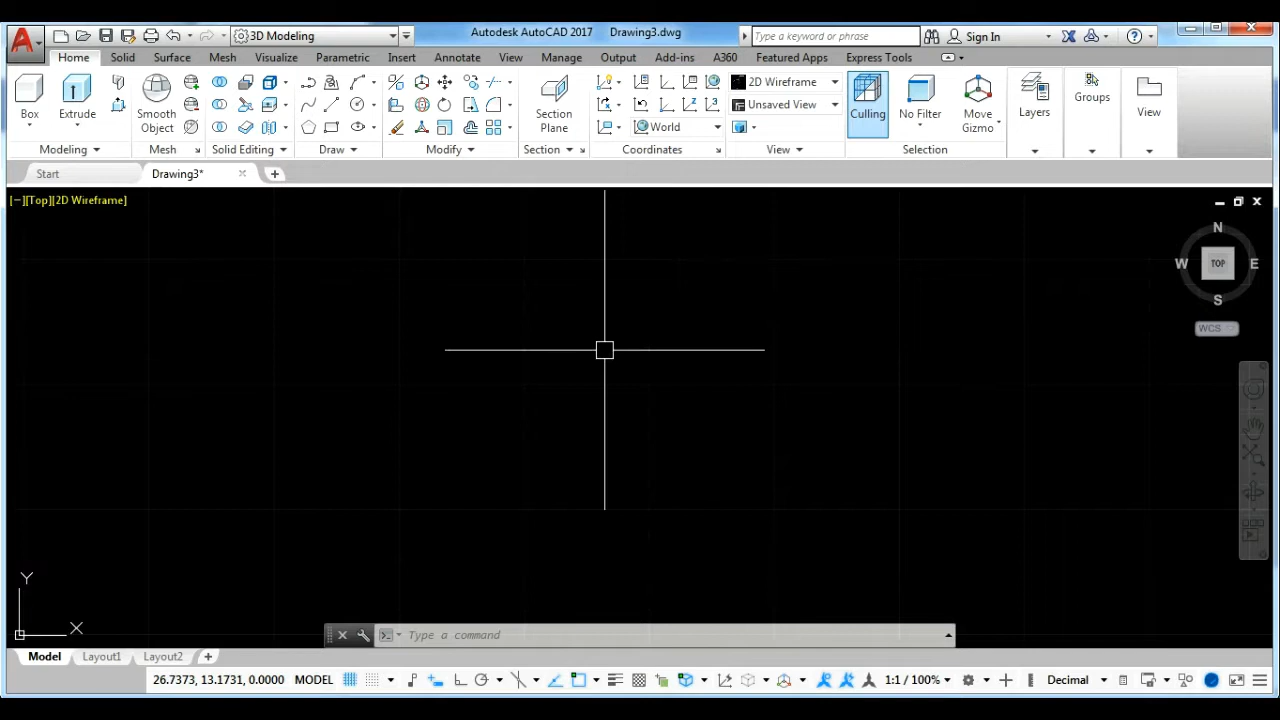 3D Modeling Autodesk AutoCAD 2017 Drawing3.dwg Type a keyword or phrase Sign In
Home Solid Surface Mesh Visualize Parametric Insert Annotate View Manage Output Add-ins A360 Featured Apps Express Tools
2D Wireframe
Unsaved View
World
Box Extrude Smooth Object Section Plane Culling No Filter Move Gizmo Layers Groups View
Modeling Mesh Solid Editing Draw Modify Section Coordinates View Selection
Start Drawing3*
[−][Top][2D Wireframe]
N
W TOP E
S
WCS
Y
X
Type a command
Model Layout1 Layout2
26.7373, 13.1731, 0.0000 MODEL 1:1 / 100% Decimal